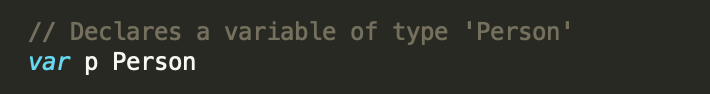 // Declares a variable of type 'Person'
var p Person